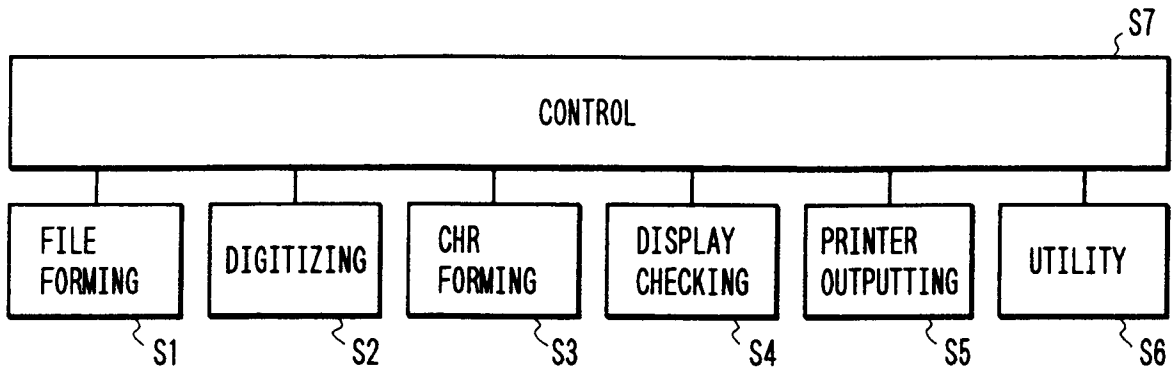 S7
CONTROL
FILE
FORMING
DIGITIZING
CHR
FORMING
DISPLAY
CHECKING
PRINTER
OUTPUTTING
UTILITY
S1
S2
S3
S4
S5
S6